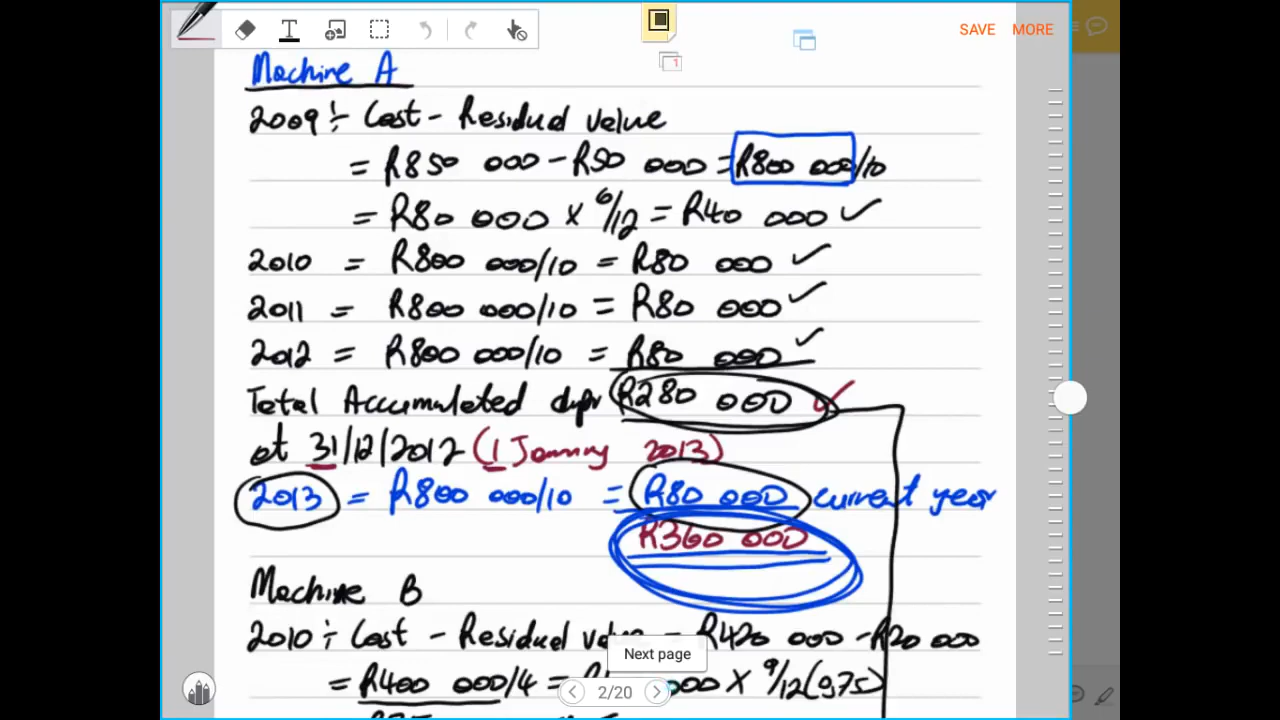 SAVE MORE
1
Machine A
2009 ÷ Cost - Residual value
= R850 000 - R50 000 = R800 000/10
= R80 000 x 6/12 = R40 000 ✓
2010 = R800 000/10 = R80 000 ✓
2011 = R800 000/10 = R80 000 ✓
2012 = R800 000/10 = R80 000 ✓
Total Accumulated depr R280 000 ✓
at 31/12/2012 (1 January 2013)
2013 = R800 000/10 = R80 000 current year
R360 000
Machine B
2010 ÷ Cost - Residual value = R420 000 - R20 000
= R400 000/4 = 000 x 9/12 (0,75)
Next page
2/20